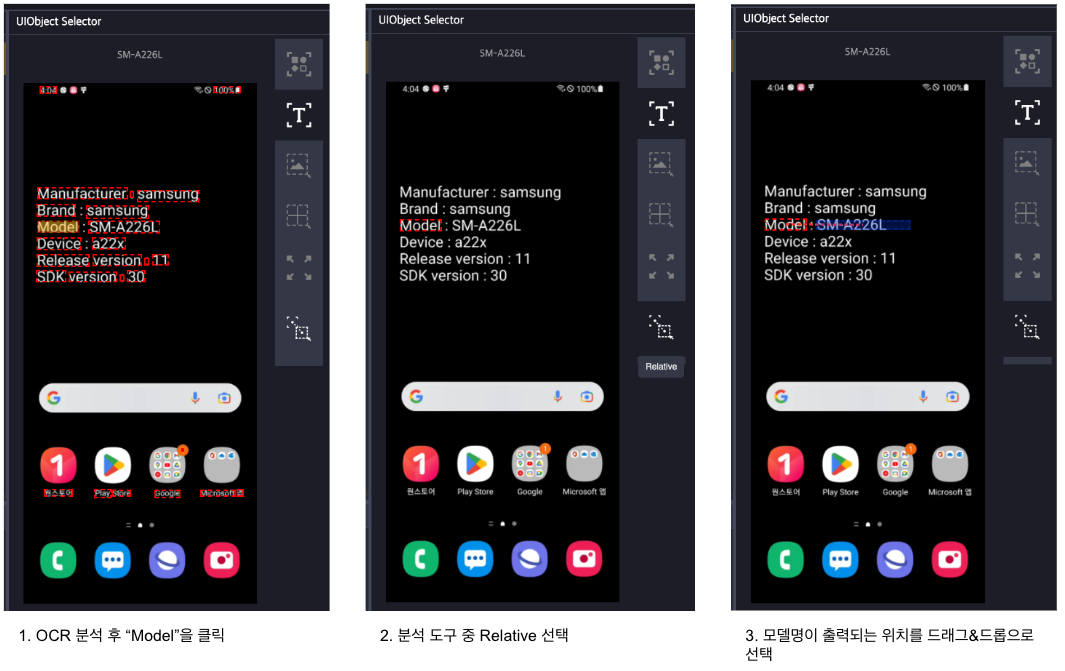 UIObject Selector
SM-A226L
4:04 100%
Manufacturer : samsung
Brand : samsung
Model : SM-A226L
Device : a22x
Release version : 11
SDK version : 30
원스토어 Play Store Google Microsoft 앱
1. OCR 분석 후 “Model”을 클릭
UIObject Selector
SM-A226L
4:04 100%
Manufacturer : samsung
Brand : samsung
Model : SM-A226L
Device : a22x
Release version : 11
SDK version : 30
Relative
1
원스토어 Play Store Google Microsoft 앱
2. 분석 도구 중 Relative 선택
UIObject Selector
SM-A226L
4:04 100%
Manufacturer : samsung
Brand : samsung
Model : SM-A226L
Device : a22x
Release version : 11
SDK version : 30
1
원스토어 Play Store Google Microsoft 앱
3. 모델명이 출력되는 위치를 드래그&드롭으로
선택